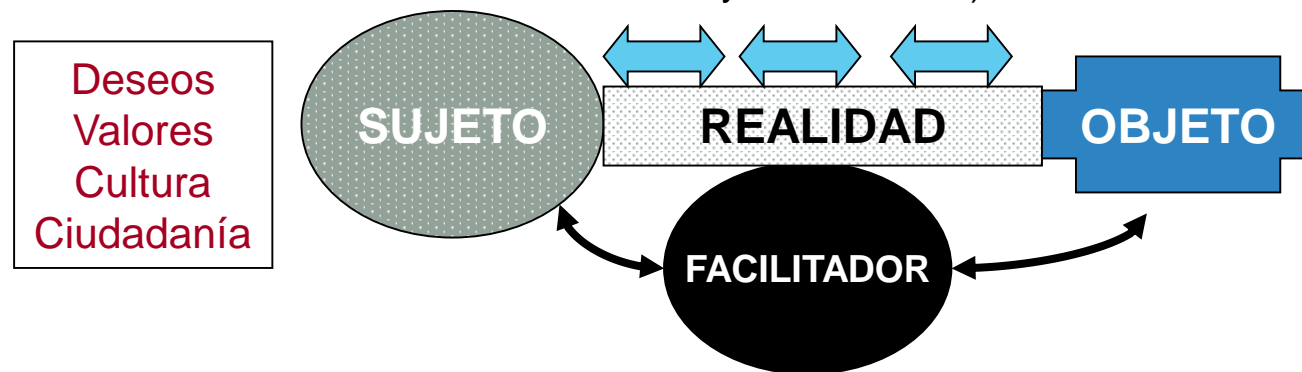 Deseos
Valores
Cultura
Ciudadanía
SUJETO
REALIDAD
OBJETO
FACILITADOR